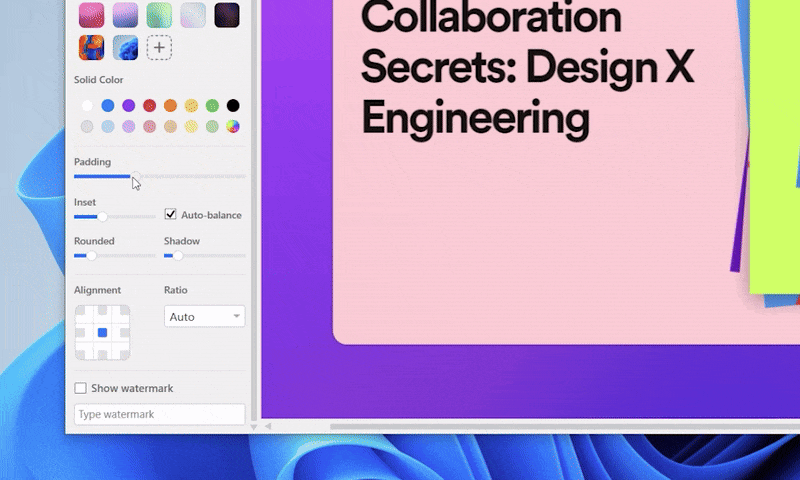 Solid Color
Padding
Inset
Auto-balance
Rounded
Shadow
Alignment
Ratio
Auto
Show watermark
Type watermark
Collaboration
Secrets: Design X
Engineering